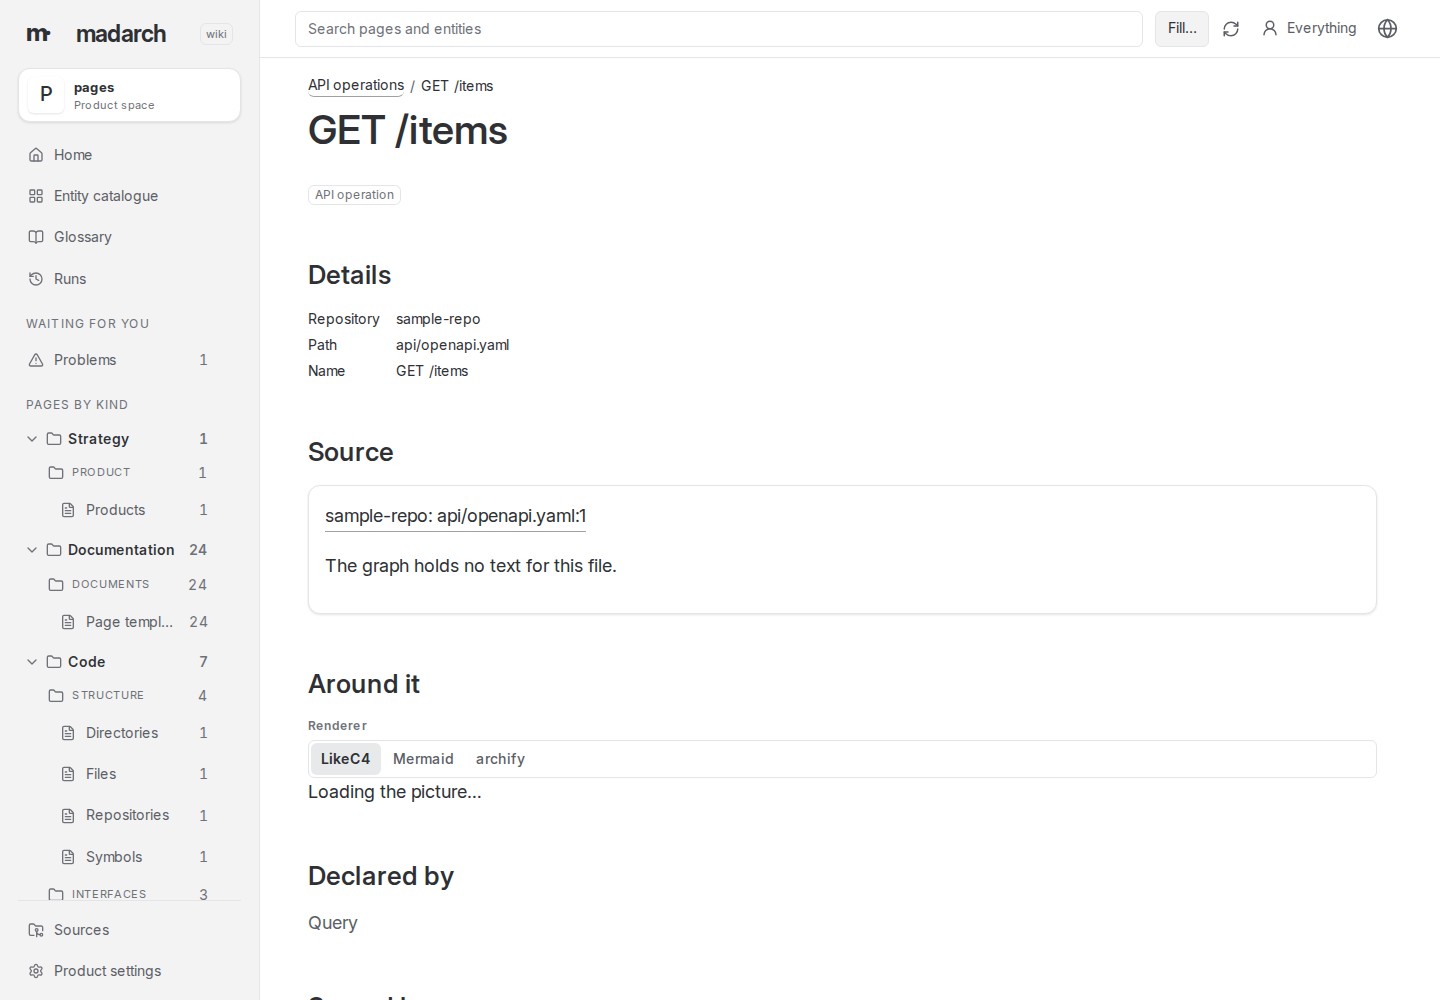 m·
madarch
wiki
P
pages
Product space
Home
Entity catalogue
Glossary
Runs
WAITING FOR YOU
Problems 1
PAGES BY KIND
Strategy 1
PRODUCT 1
Products 1
Documentation 24
DOCUMENTS 24
Page templ... 24
Code 7
STRUCTURE 4
Directories 1
Files 1
Repositories 1
Symbols 1
INTERFACES 3
Sources
Product settings
Search pages and entities
Fill...
Everything
API operations / GET /items
GET /items
API operation
Details
Repository sample-repo
Path api/openapi.yaml
Name GET /items
Source
sample-repo: api/openapi.yaml:1
The graph holds no text for this file.
Around it
Renderer
LikeC4 Mermaid archify
Loading the picture...
Declared by
Query